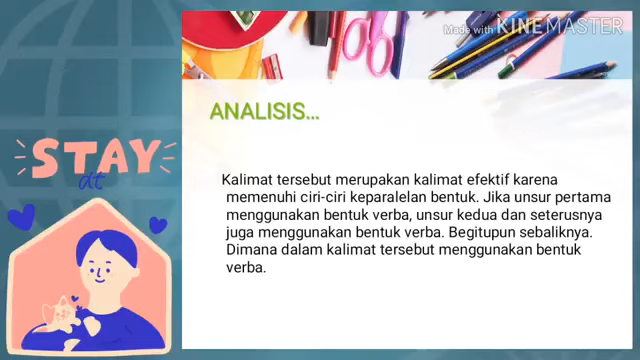 Made with KINEMASTER
ANALISIS...
STAY
at
Kalimat tersebut merupakan kalimat efektif karena
memenuhi ciri-ciri keparalelan bentuk. Jika unsur pertama
menggunakan bentuk verba, unsur kedua dan seterusnya
juga menggunakan bentuk verba. Begitupun sebaliknya.
Dimana dalam kalimat tersebut menggunakan bentuk
verba.